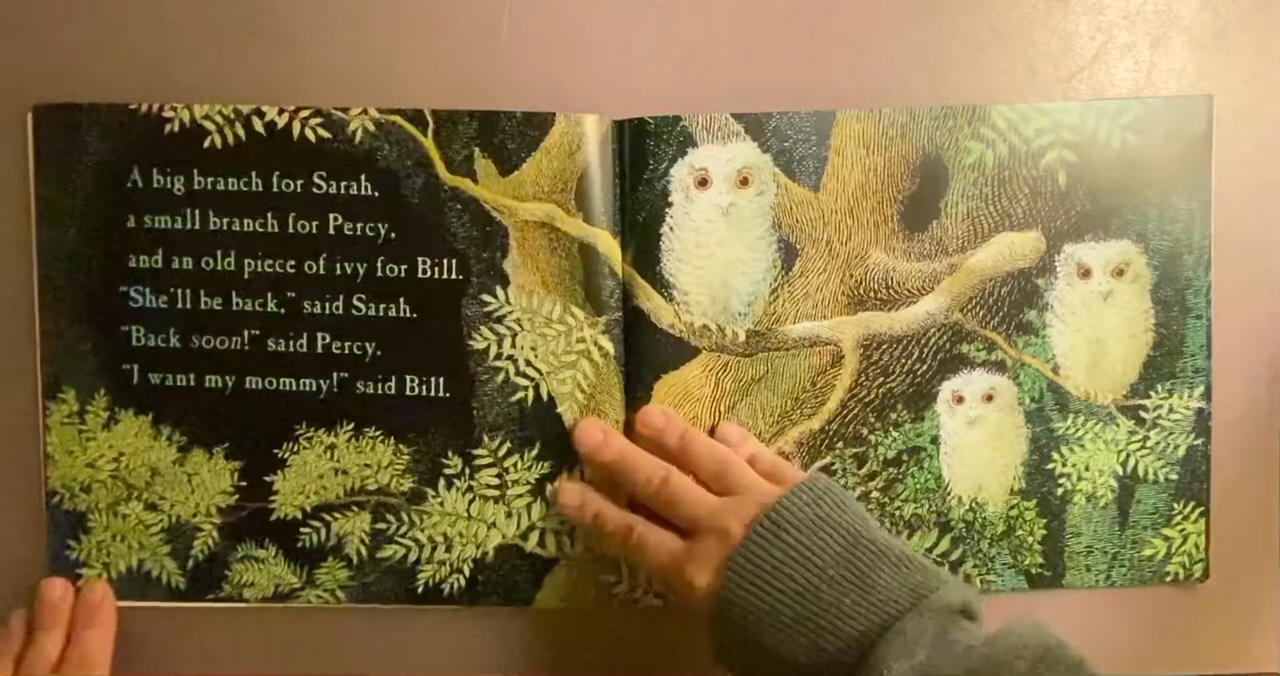 A big branch for Sarah,
a small branch for Percy,
and an old piece of ivy for Bill.
"She'll be back," said Sarah.
"Back soon!" said Percy.
"I want my mommy!" said Bill.